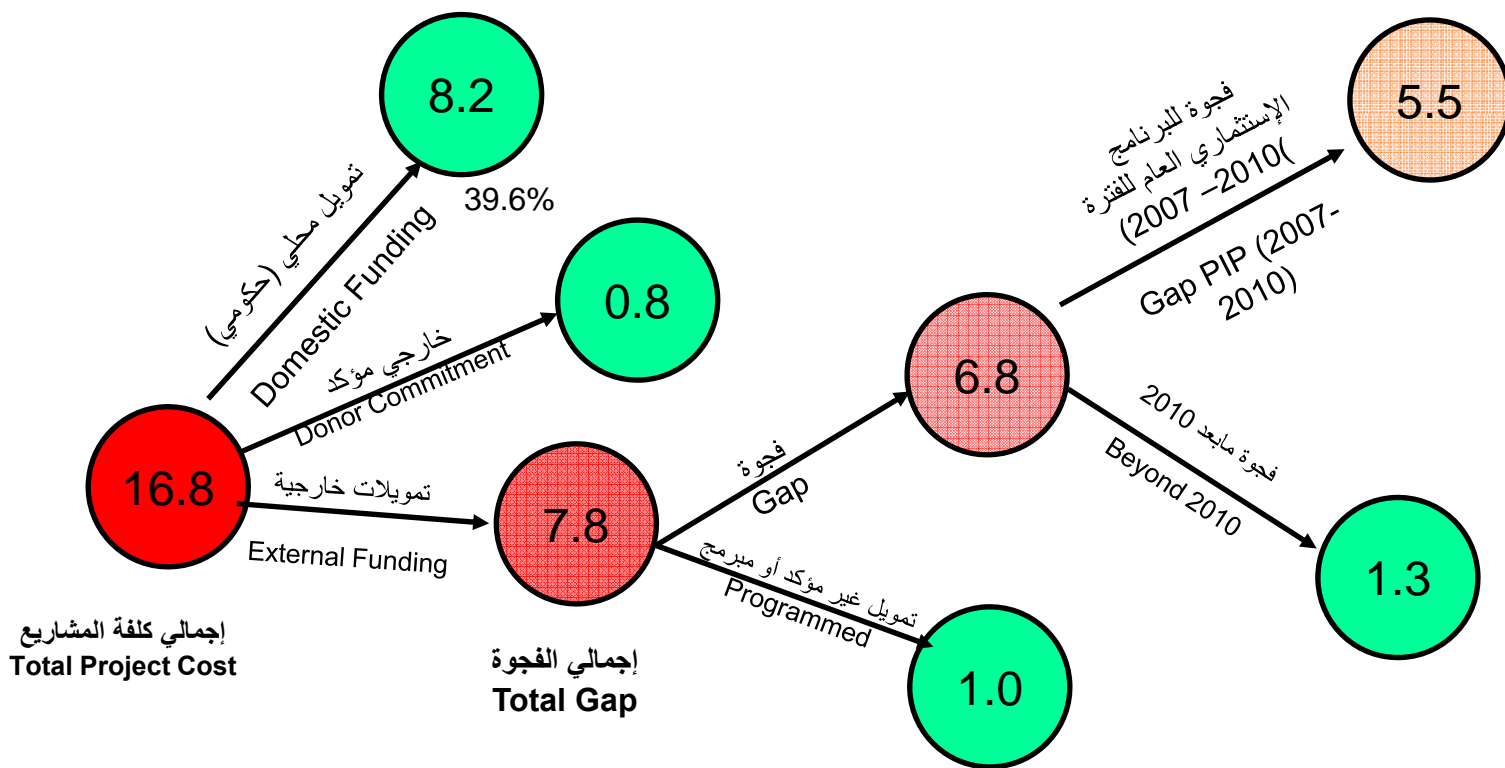 8.2
39.6%
تمويل محلي (حكومي)
Domestic Funding
0.8
خارجي مؤكد
Donor Commitment
16.8
تمويلات خارجية
External Funding
إجمالي كلفة المشاريع
Total Project Cost
7.8
إجمالي الفجوة
Total Gap
فجوة
Gap
6.8
تمويل غير مؤكد أو مبرمج
Programmed
1.0
فجوة للبرنامج
الإستثماري العام للفترة
(2007 –2010(
Gap PIP (2007-
2010)
5.5
فجوة مابعد 2010
Beyond 2010
1.3